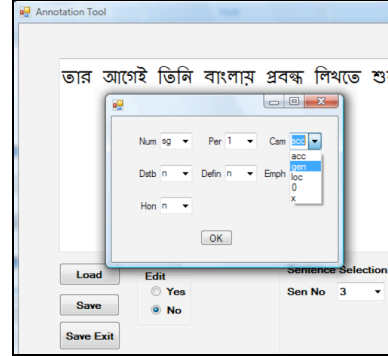 Annotation Tool
তার আগেই তিনি বাংলায় প্রবন্ধ লিখতে শু
Num sg Per 1 Csm acc
acc
gen
loc
0
x
Dstb n Defin n Emph
Hon n
OK
Load
Edit
Yes
No
Save
Save Exit
Sentence Selection
Sen No 3